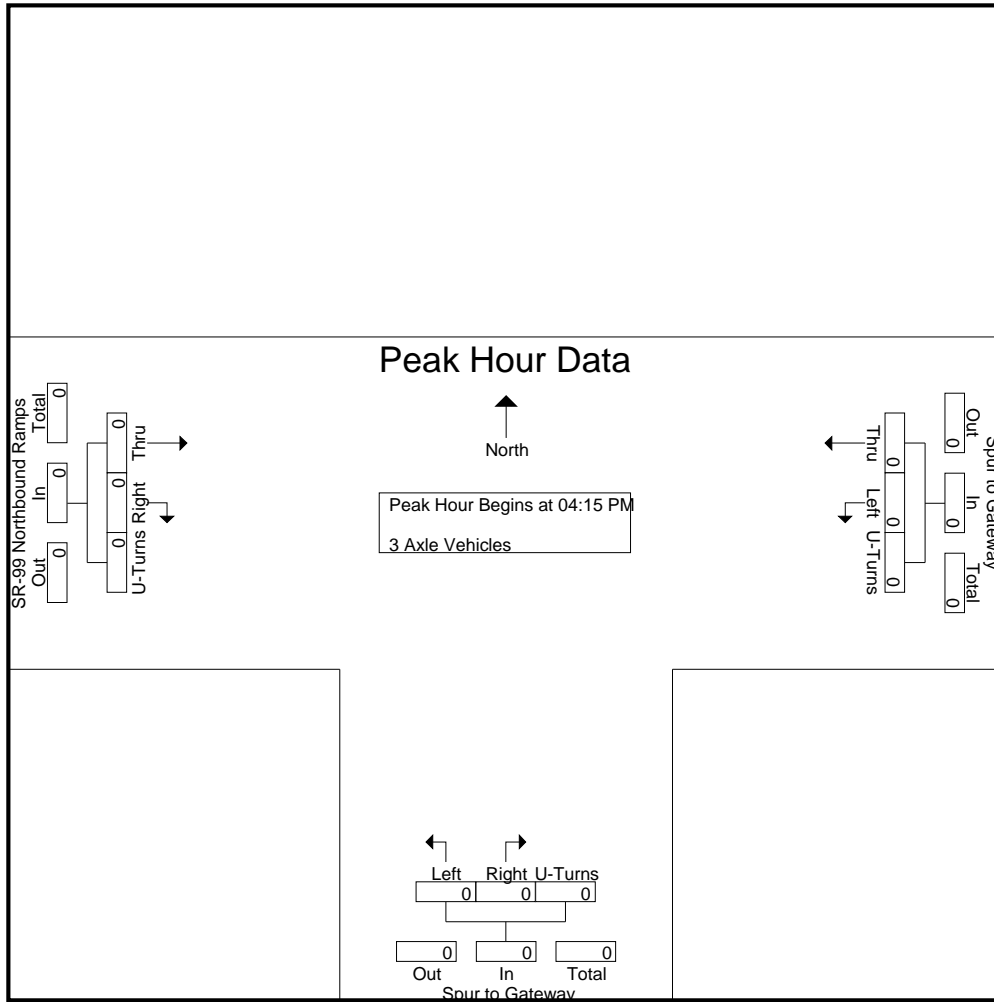 Peak Hour Data
North
Peak Hour Begins at 04:15 PM
3 Axle Vehicles
SR-99 Northbound Ramps
Out In Total
0 0 0
U-Turns Right Thru
0 0 0
Spur to Gateway
Out In Total
0 0 0
Thru Left U-Turns
0 0 0
Left Right U-Turns
0 0 0
0 0 0
Out In Total
Spur to Gateway